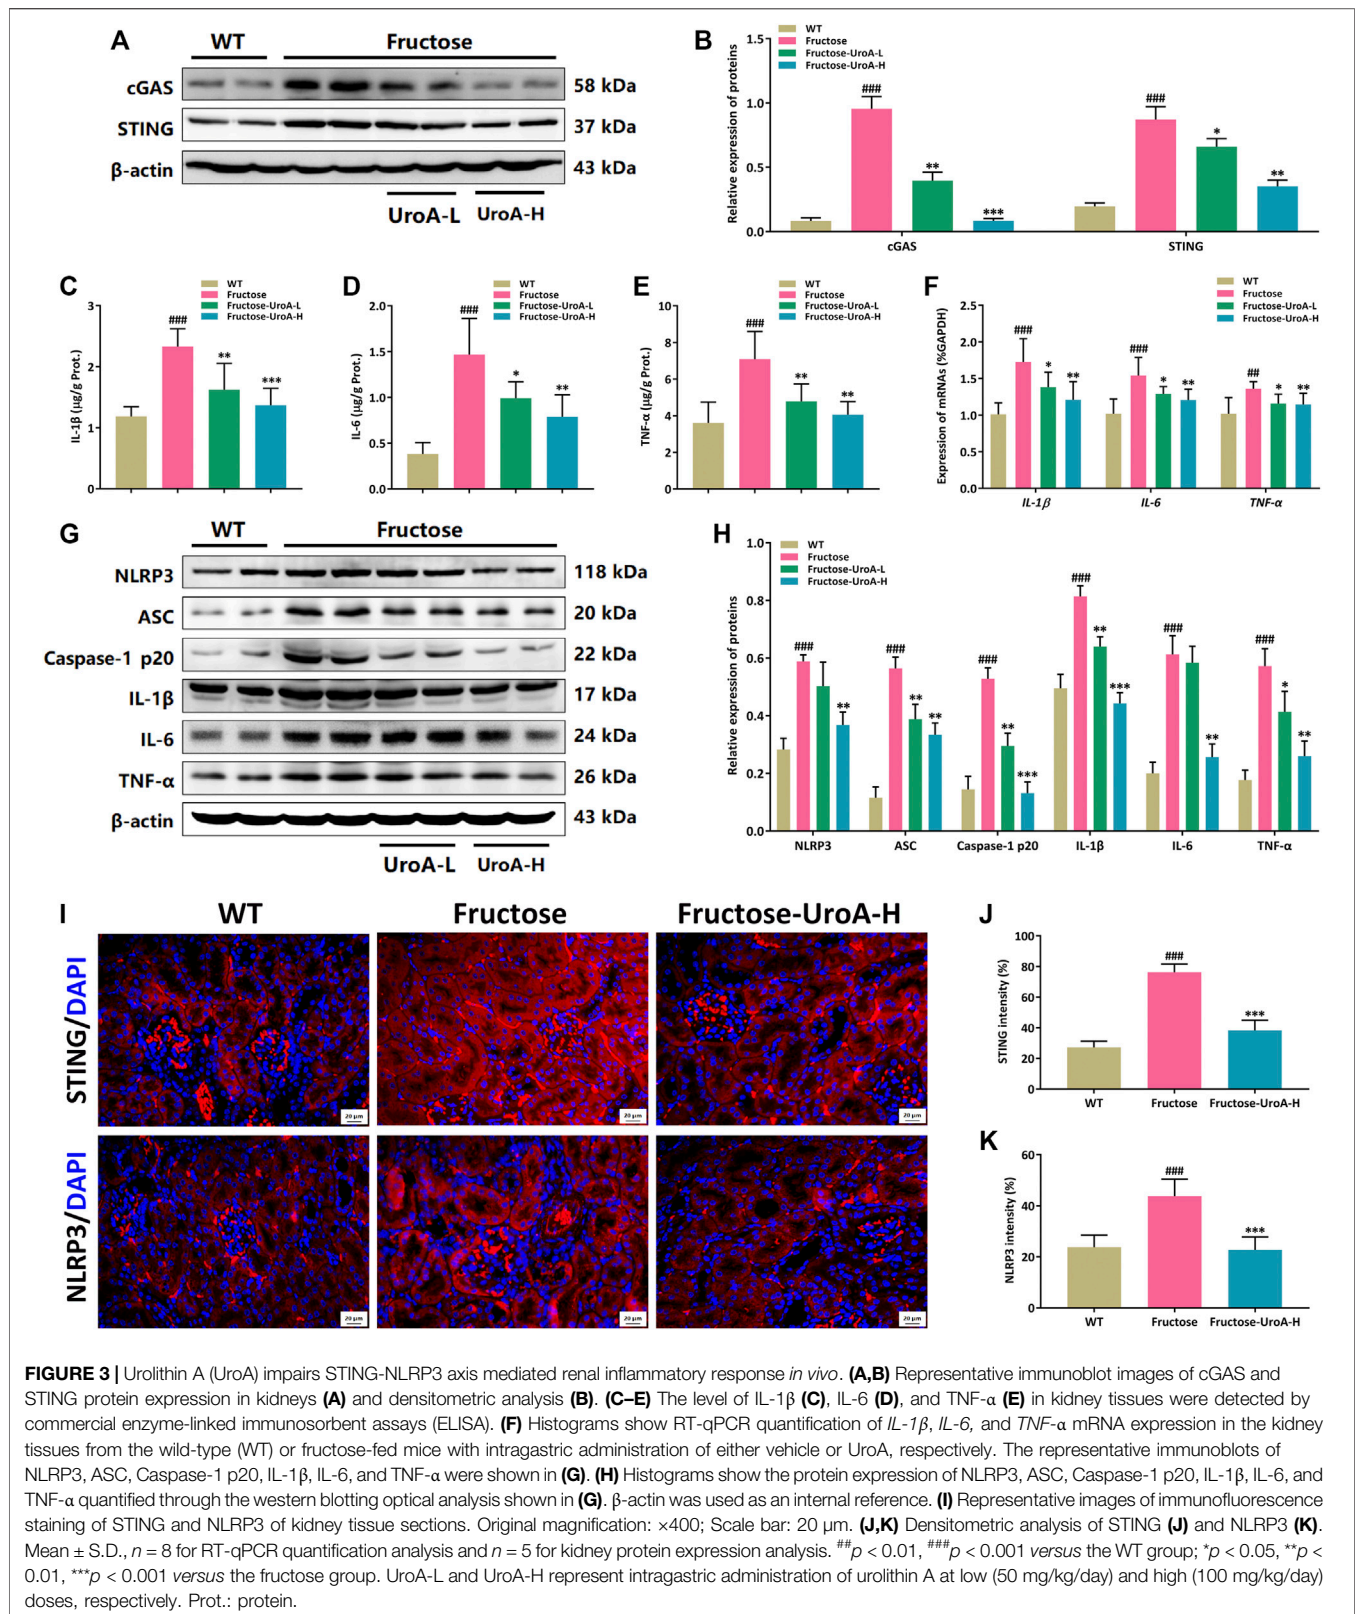 A
WT
Fructose
cGAS
58 kDa
STING
37 kDa
β-actin
43 kDa
UroA-L
UroA-H
B
WT
Fructose
Fructose-UroA-L
Fructose-UroA-H
Relative expression of proteins
1.5
1.0
0.5
0.0
###
**
***
###
*
**
cGAS
STING
C
WT
Fructose
Fructose-UroA-L
Fructose-UroA-H
IL-1β (μg/g Prot.)
3
2
1
0
###
**
***
D
WT
Fructose
Fructose-UroA-L
Fructose-UroA-H
IL-6 (μg/g Prot.)
2.0
1.5
1.0
0.5
0.0
###
*
**
E
WT
Fructose
Fructose-UroA-L
Fructose-UroA-H
TNF-α (μg/g Prot.)
10
8
6
4
2
0
###
**
**
F
WT
Fructose
Fructose-UroA-L
Fructose-UroA-H
Expression of mRNAs (%GAPDH)
2.5
2.0
1.5
1.0
0.5
0.0
###
*
**
###
*
**
##
*
**
IL-1β
IL-6
TNF-α
G
WT
Fructose
NLRP3
118 kDa
ASC
20 kDa
Caspase-1 p20
22 kDa
IL-1β
17 kDa
IL-6
24 kDa
TNF-α
26 kDa
β-actin
43 kDa
UroA-L
UroA-H
H
WT
Fructose
Fructose-UroA-L
Fructose-UroA-H
Relative expression of proteins
1.0
0.8
0.6
0.4
0.2
0.0
###
**
###
**
**
###
**
***
###
**
***
###
**
###
*
**
NLRP3
ASC
Caspase-1 p20
IL-1β
IL-6
TNF-α
I
WT
Fructose
Fructose-UroA-H
STING/DAPI
20 μm
20 μm
20 μm
NLRP3/DAPI
20 μm
20 μm
20 μm
J
STING intensity (%)
100
80
60
40
20
0
###
***
WT
Fructose
Fructose-UroA-H
K
NLRP3 intensity (%)
60
40
20
0
###
***
WT
Fructose
Fructose-UroA-H
FIGURE 3 | Urolithin A (UroA) impairs STING-NLRP3 axis mediated renal inflammatory response in vivo. (A,B) Representative immunoblot images of cGAS and
STING protein expression in kidneys (A) and densitometric analysis (B). (C–E) The level of IL-1β (C), IL-6 (D), and TNF-α (E) in kidney tissues were detected by
commercial enzyme-linked immunosorbent assays (ELISA). (F) Histograms show RT-qPCR quantification of IL-1β, IL-6, and TNF-α mRNA expression in the kidney
tissues from the wild-type (WT) or fructose-fed mice with intragastric administration of either vehicle or UroA, respectively. The representative immunoblots of
NLRP3, ASC, Caspase-1 p20, IL-1β, IL-6, and TNF-α were shown in (G). (H) Histograms show the protein expression of NLRP3, ASC, Caspase-1 p20, IL-1β, IL-6, and
TNF-α quantified through the western blotting optical analysis shown in (G). β-actin was used as an internal reference. (I) Representative images of immunofluorescence
staining of STING and NLRP3 of kidney tissue sections. Original magnification: ×400; Scale bar: 20 μm. (J,K) Densitometric analysis of STING (J) and NLRP3 (K).
Mean ± S.D., n = 8 for RT-qPCR quantification analysis and n = 5 for kidney protein expression analysis. ##p < 0.01, ###p < 0.001 versus the WT group; *p < 0.05, **p <
0.01, ***p < 0.001 versus the fructose group. UroA-L and UroA-H represent intragastric administration of urolithin A at low (50 mg/kg/day) and high (100 mg/kg/day)
doses, respectively. Prot.: protein.